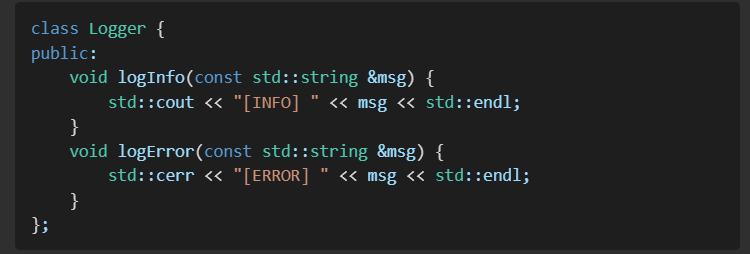 class Logger {
public:
    void logInfo(const std::string &msg) {
        std::cout << "[INFO] " << msg << std::endl;
    }
    void logError(const std::string &msg) {
        std::cerr << "[ERROR] " << msg << std::endl;
    }
};